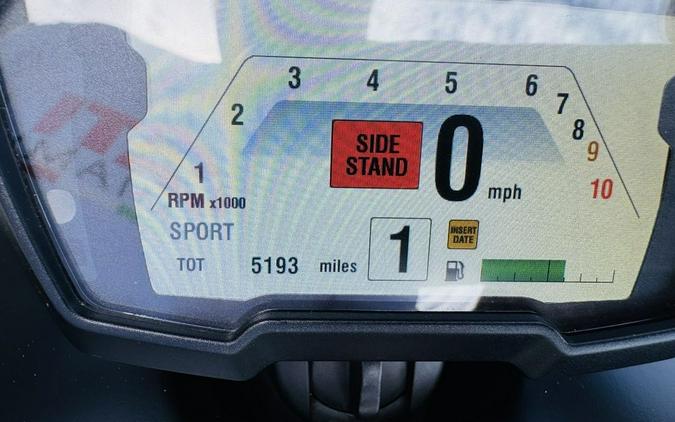 1 2 3 4 5 6 7 8 9 10
RPM x1000
SIDE
STAND
0 mph
SPORT
TOT 5193 miles
1
INSERT
DATE